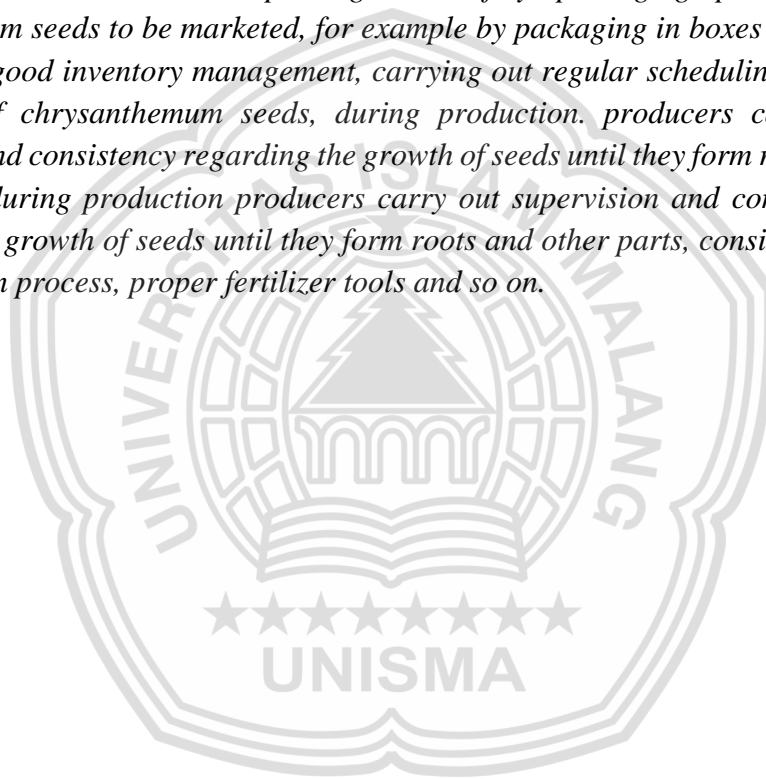 m seeds to be marketed, for example by packaging in boxes
good inventory management, carrying out regular schedulin
f chrysanthemum seeds, during production. producers c
nd consistency regarding the growth of seeds until they form
during production producers carry out supervision and con
growth of seeds until they form roots and other parts, consi
n process, proper fertilizer tools and so on.
UNIVERSITAS ISLAM MALANG
UNISMA